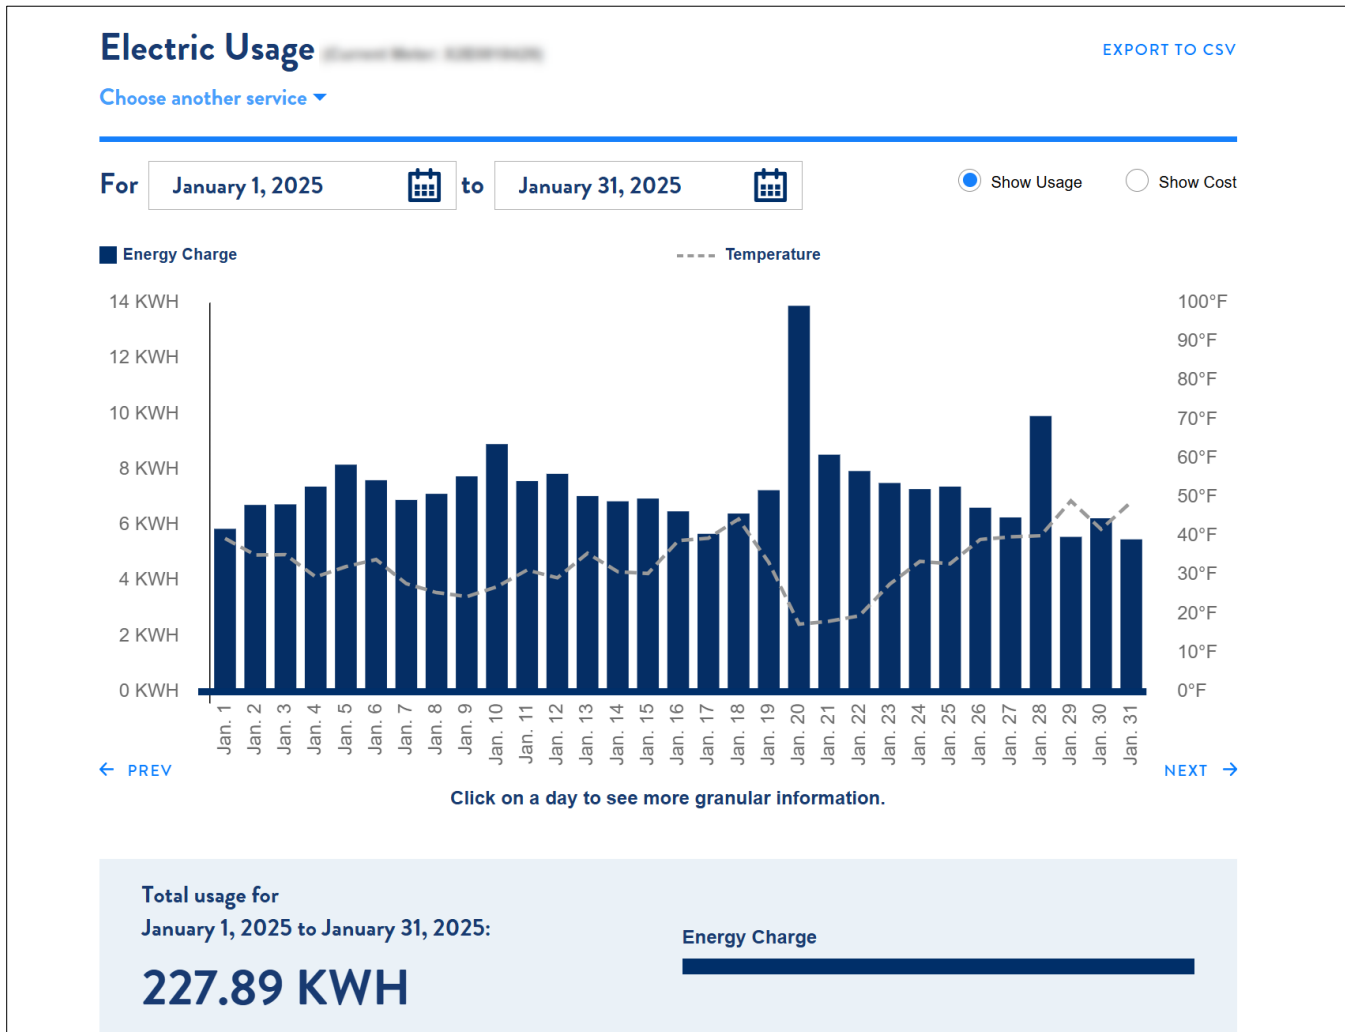 Electric Usage
EXPORT TO CSV
Choose another service
For January 1, 2025 to January 31, 2025
Show Usage Show Cost
Energy Charge Temperature
14 KWH 100°F
90°F
12 KWH
80°F
10 KWH
70°F
8 KWH
60°F
50°F
6 KWH
40°F
4 KWH
30°F
2 KWH
20°F
10°F
0 KWH 0°F
Jan. 1 Jan. 2 Jan. 3 Jan. 4 Jan. 5 Jan. 6 Jan. 7 Jan. 8 Jan. 9 Jan. 10 Jan. 11 Jan. 12 Jan. 13 Jan. 14 Jan. 15 Jan. 16 Jan. 17 Jan. 18 Jan. 19 Jan. 20 Jan. 21 Jan. 22 Jan. 23 Jan. 24 Jan. 25 Jan. 26 Jan. 27 Jan. 28 Jan. 29 Jan. 30 Jan. 31
PREV NEXT
Click on a day to see more granular information.
Total usage for
January 1, 2025 to January 31, 2025:
Energy Charge
227.89 KWH